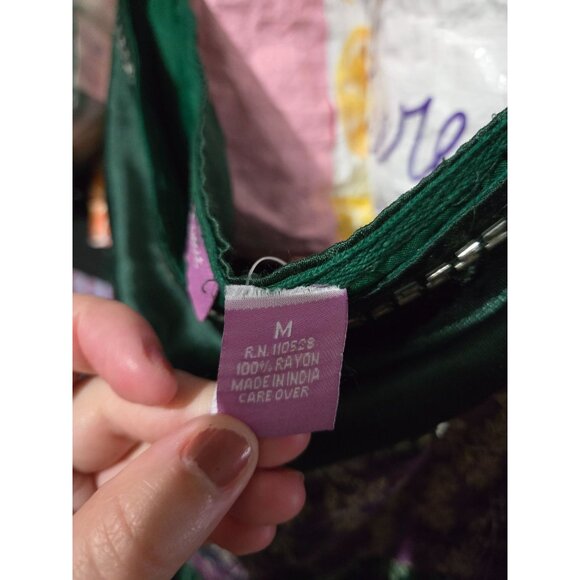 M
R.N. 110528
100% RAYON
MADE IN INDIA
CARE OVER